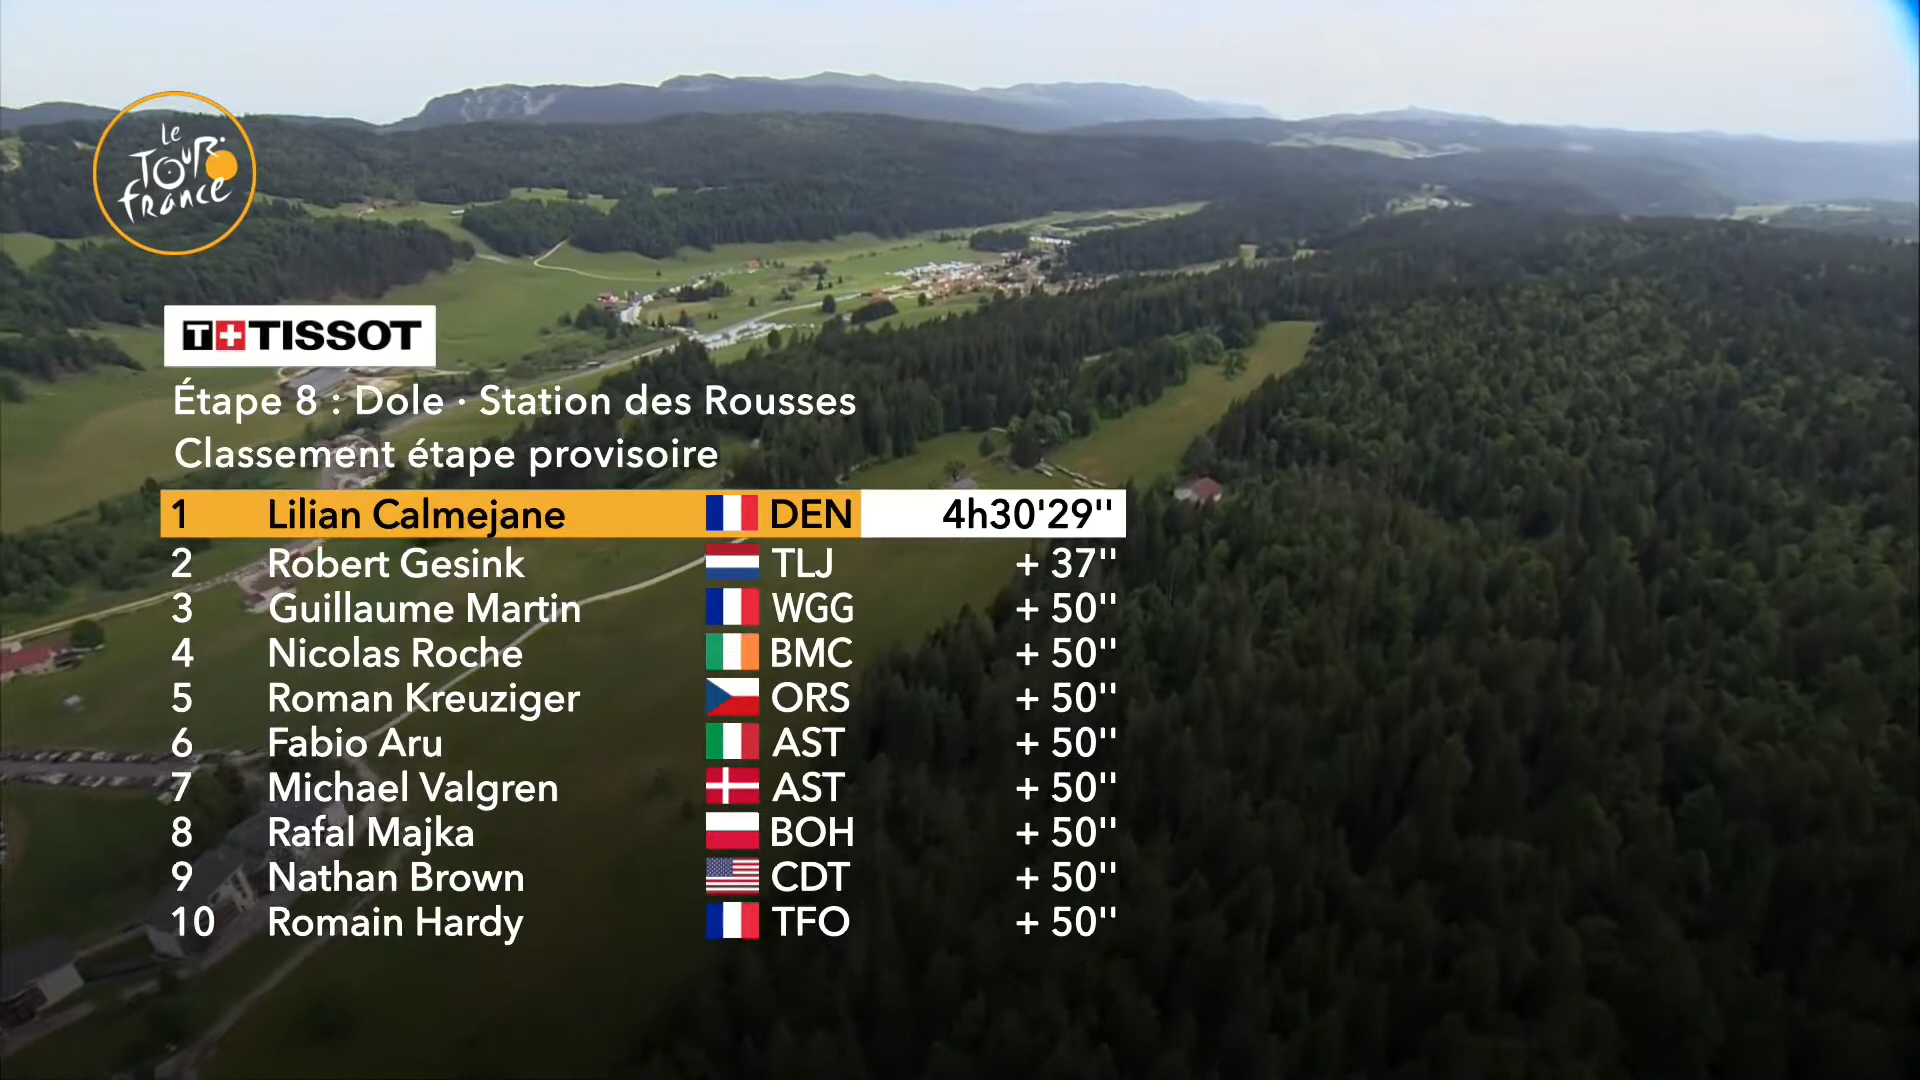 le
TOUR
de
france
T+TISSOT
Étape 8 : Dole · Station des Rousses
Classement étape provisoire
1 Lilian Calmejane DEN 4h30'29''
2 Robert Gesink TLJ + 37''
3 Guillaume Martin WGG + 50''
4 Nicolas Roche BMC + 50''
5 Roman Kreuziger ORS + 50''
6 Fabio Aru AST + 50''
7 Michael Valgren AST + 50''
8 Rafal Majka BOH + 50''
9 Nathan Brown CDT + 50''
10 Romain Hardy TFO + 50''